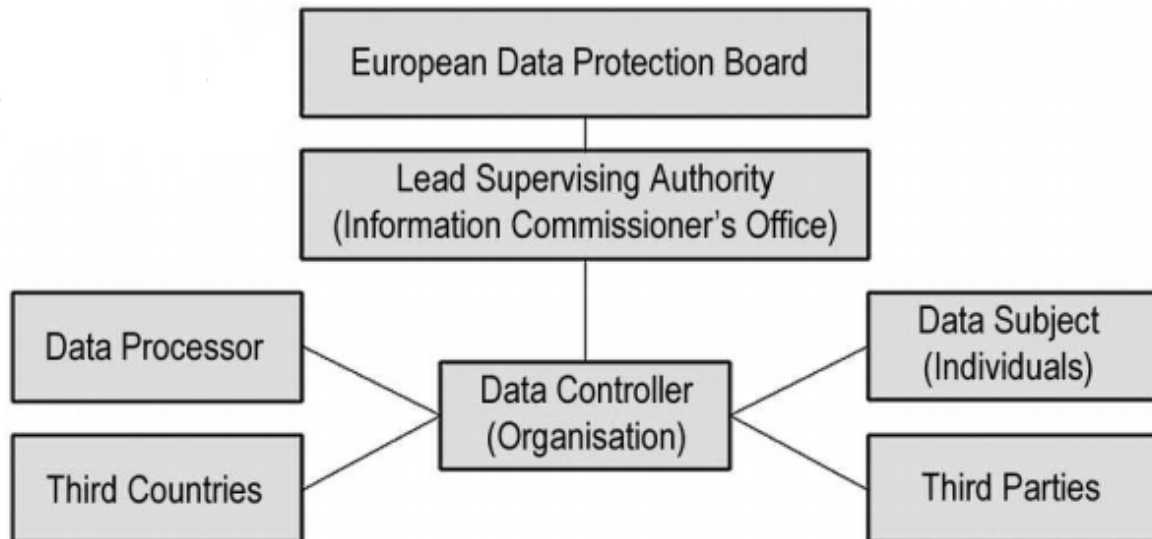 European Data Protection Board
Lead Supervising Authority
(Information Commissioner's Office)
Data Processor
Data Subject
(Individuals)
Data Controller
(Organisation)
Third Countries
Third Parties